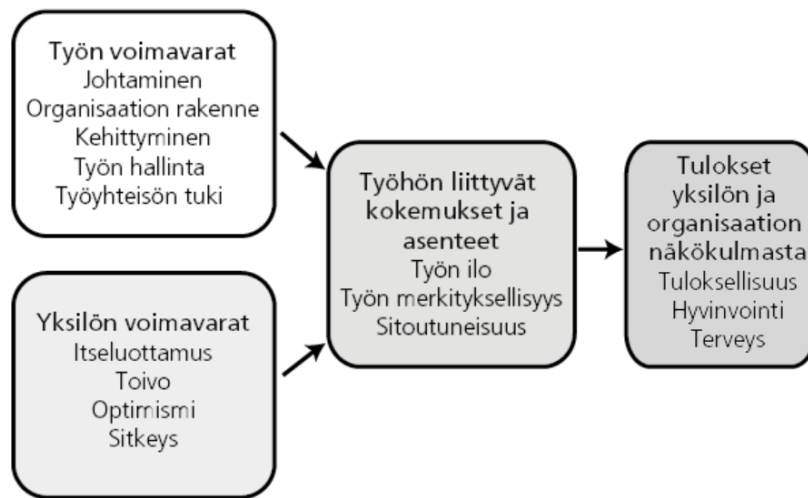 Työn voimavarat
Johtaminen
Organisaation rakenne
Kehittyminen
Työn hallinta
Työyhteisön tuki
Yksilön voimavarat
Itseluottamus
Toivo
Optimismi
Sitkeys
Työhön liittyvät
kokemukset ja
asenteet
Työn ilo
Työn merkityksellisyys
Sitoutuneisuus
Tulokset
yksilön ja
organisaation
näkökulmasta
Tuloksellisuus
Hyvinvointi
Terveys